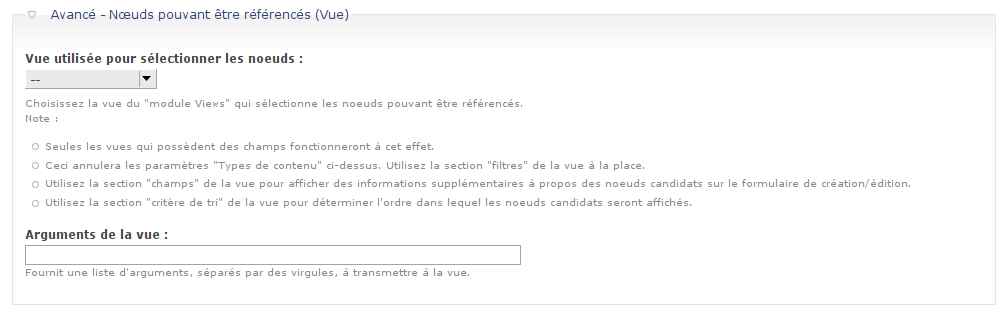 Avancé - Nœuds pouvant être référencés (Vue)
Vue utilisée pour sélectionner les noeuds :
--
Choisissez la vue du "module Views" qui sélectionne les noeuds pouvant être référencés.
Note :
Seules les vues qui possèdent des champs fonctionneront à cet effet.
Ceci annulera les paramètres "Types de contenu" ci-dessus. Utilisez la section "filtres" de la vue à la place.
Utilisez la section "champs" de la vue pour afficher des informations supplémentaires à propos des noeuds candidats sur le formulaire de création/édition.
Utilisez la section "critère de tri" de la vue pour déterminer l'ordre dans lequel les noeuds candidats seront affichés.
Arguments de la vue :
Fournit une liste d'arguments, séparés par des virgules, à transmettre à la vue.